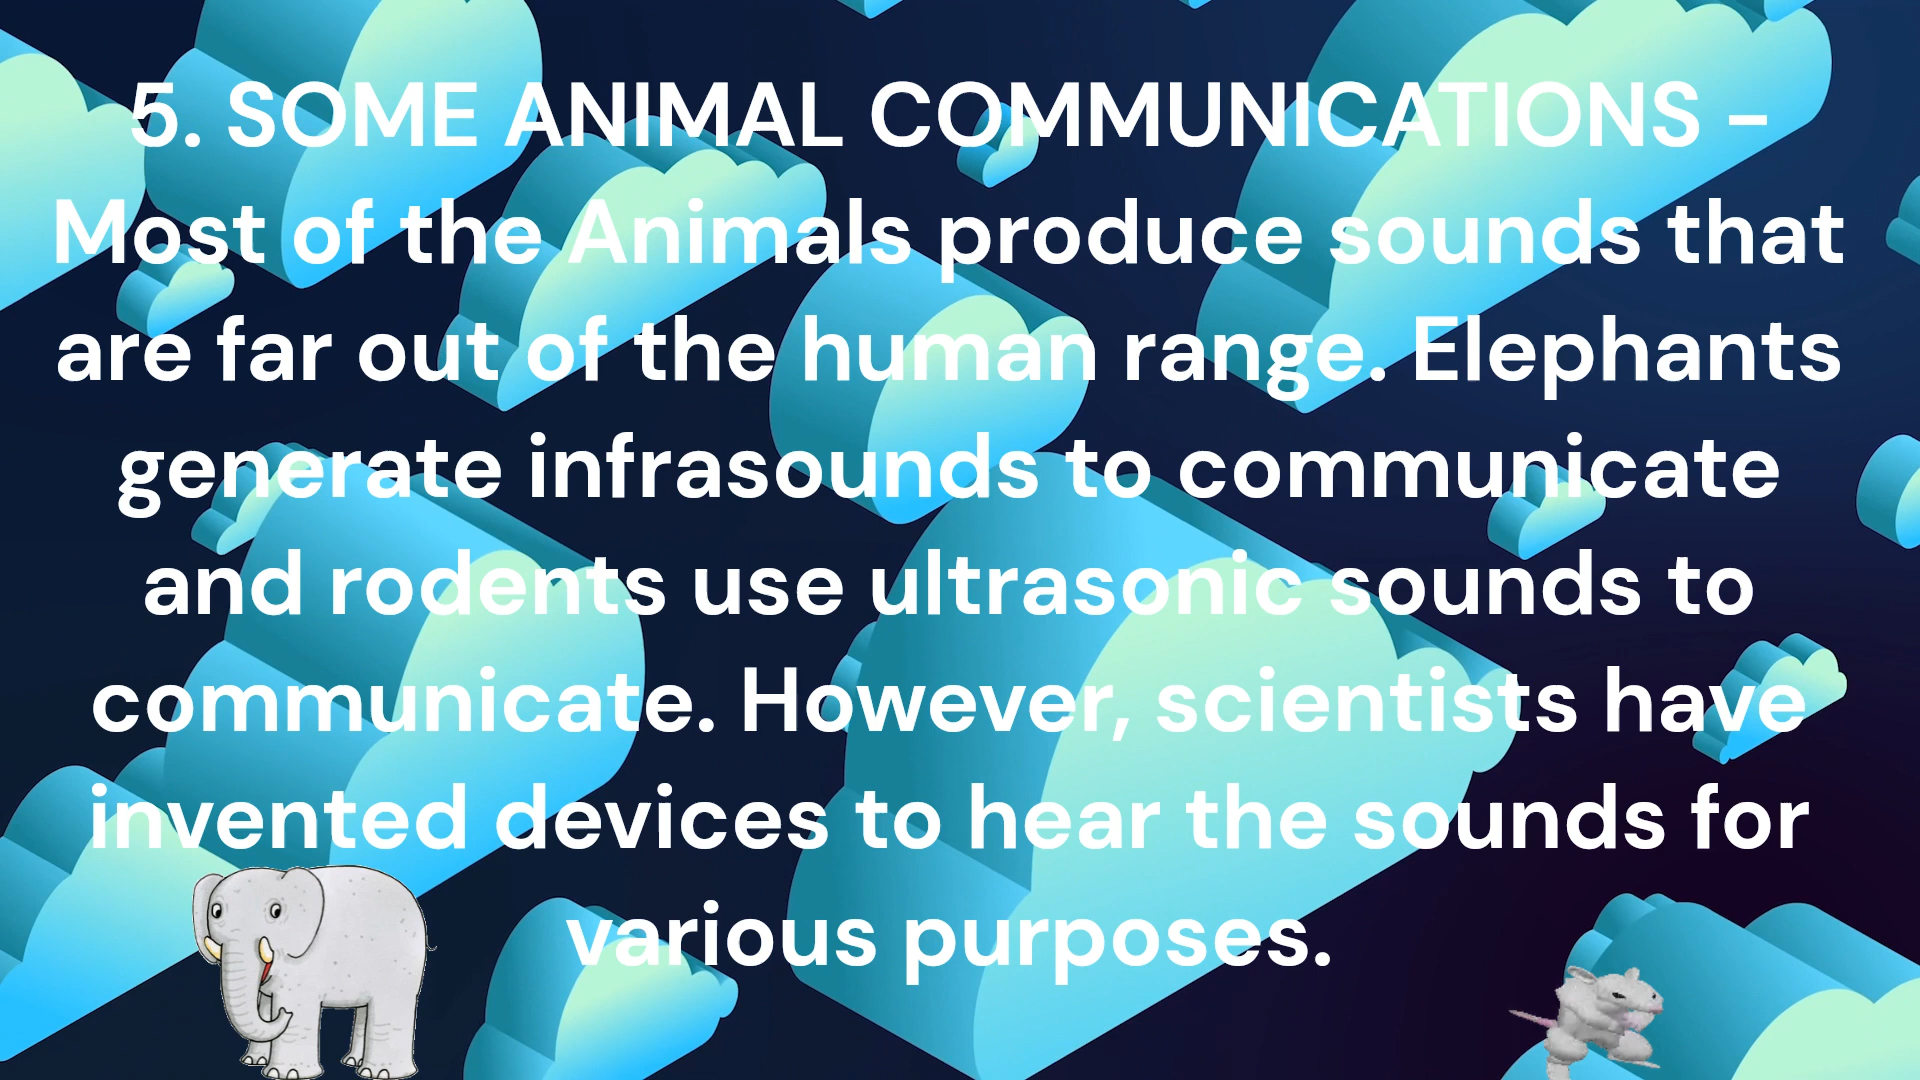 5. SOME ANIMAL COMMUNICATIONS –
Most of the Animals produce sounds that
are far out of the human range. Elephants
generate infrasounds to communicate
and rodents use ultrasonic sounds to
communicate. However, scientists have
invented devices to hear the sounds for
various purposes.